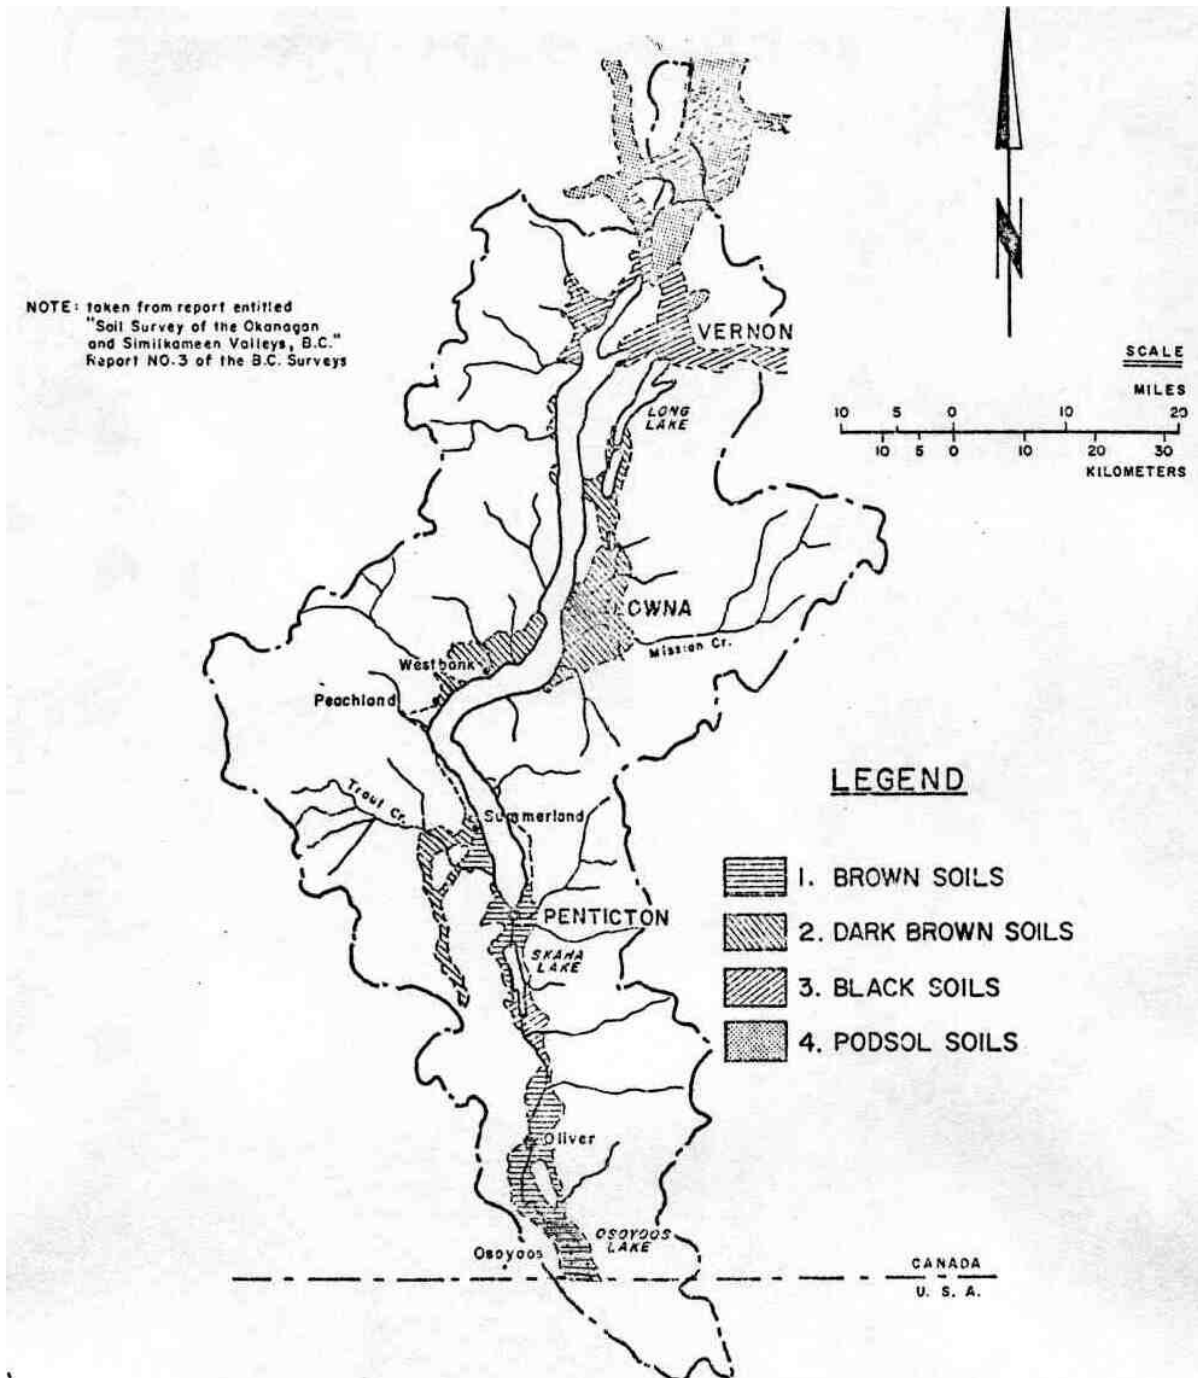 NOTE: taken from report entitled
"Soil Survey of the Okanagan
and Similkameen Valleys, B.C."
Report NO.3 of the B.C. Surveys
N
VERNON
SCALE
MILES
10 5 0 10 20
10 5 0 10 20 30
KILOMETERS
LONG
LAKE
OWNA
Mission Cr.
Westbank
Peachland
Trout Cr.
Summerland
LEGEND
1. BROWN SOILS
2. DARK BROWN SOILS
3. BLACK SOILS
4. PODSOL SOILS
PENTICTON
SKAHA
LAKE
Oliver
OSOYOOS
LAKE
Osoyoos
CANADA
U. S. A.